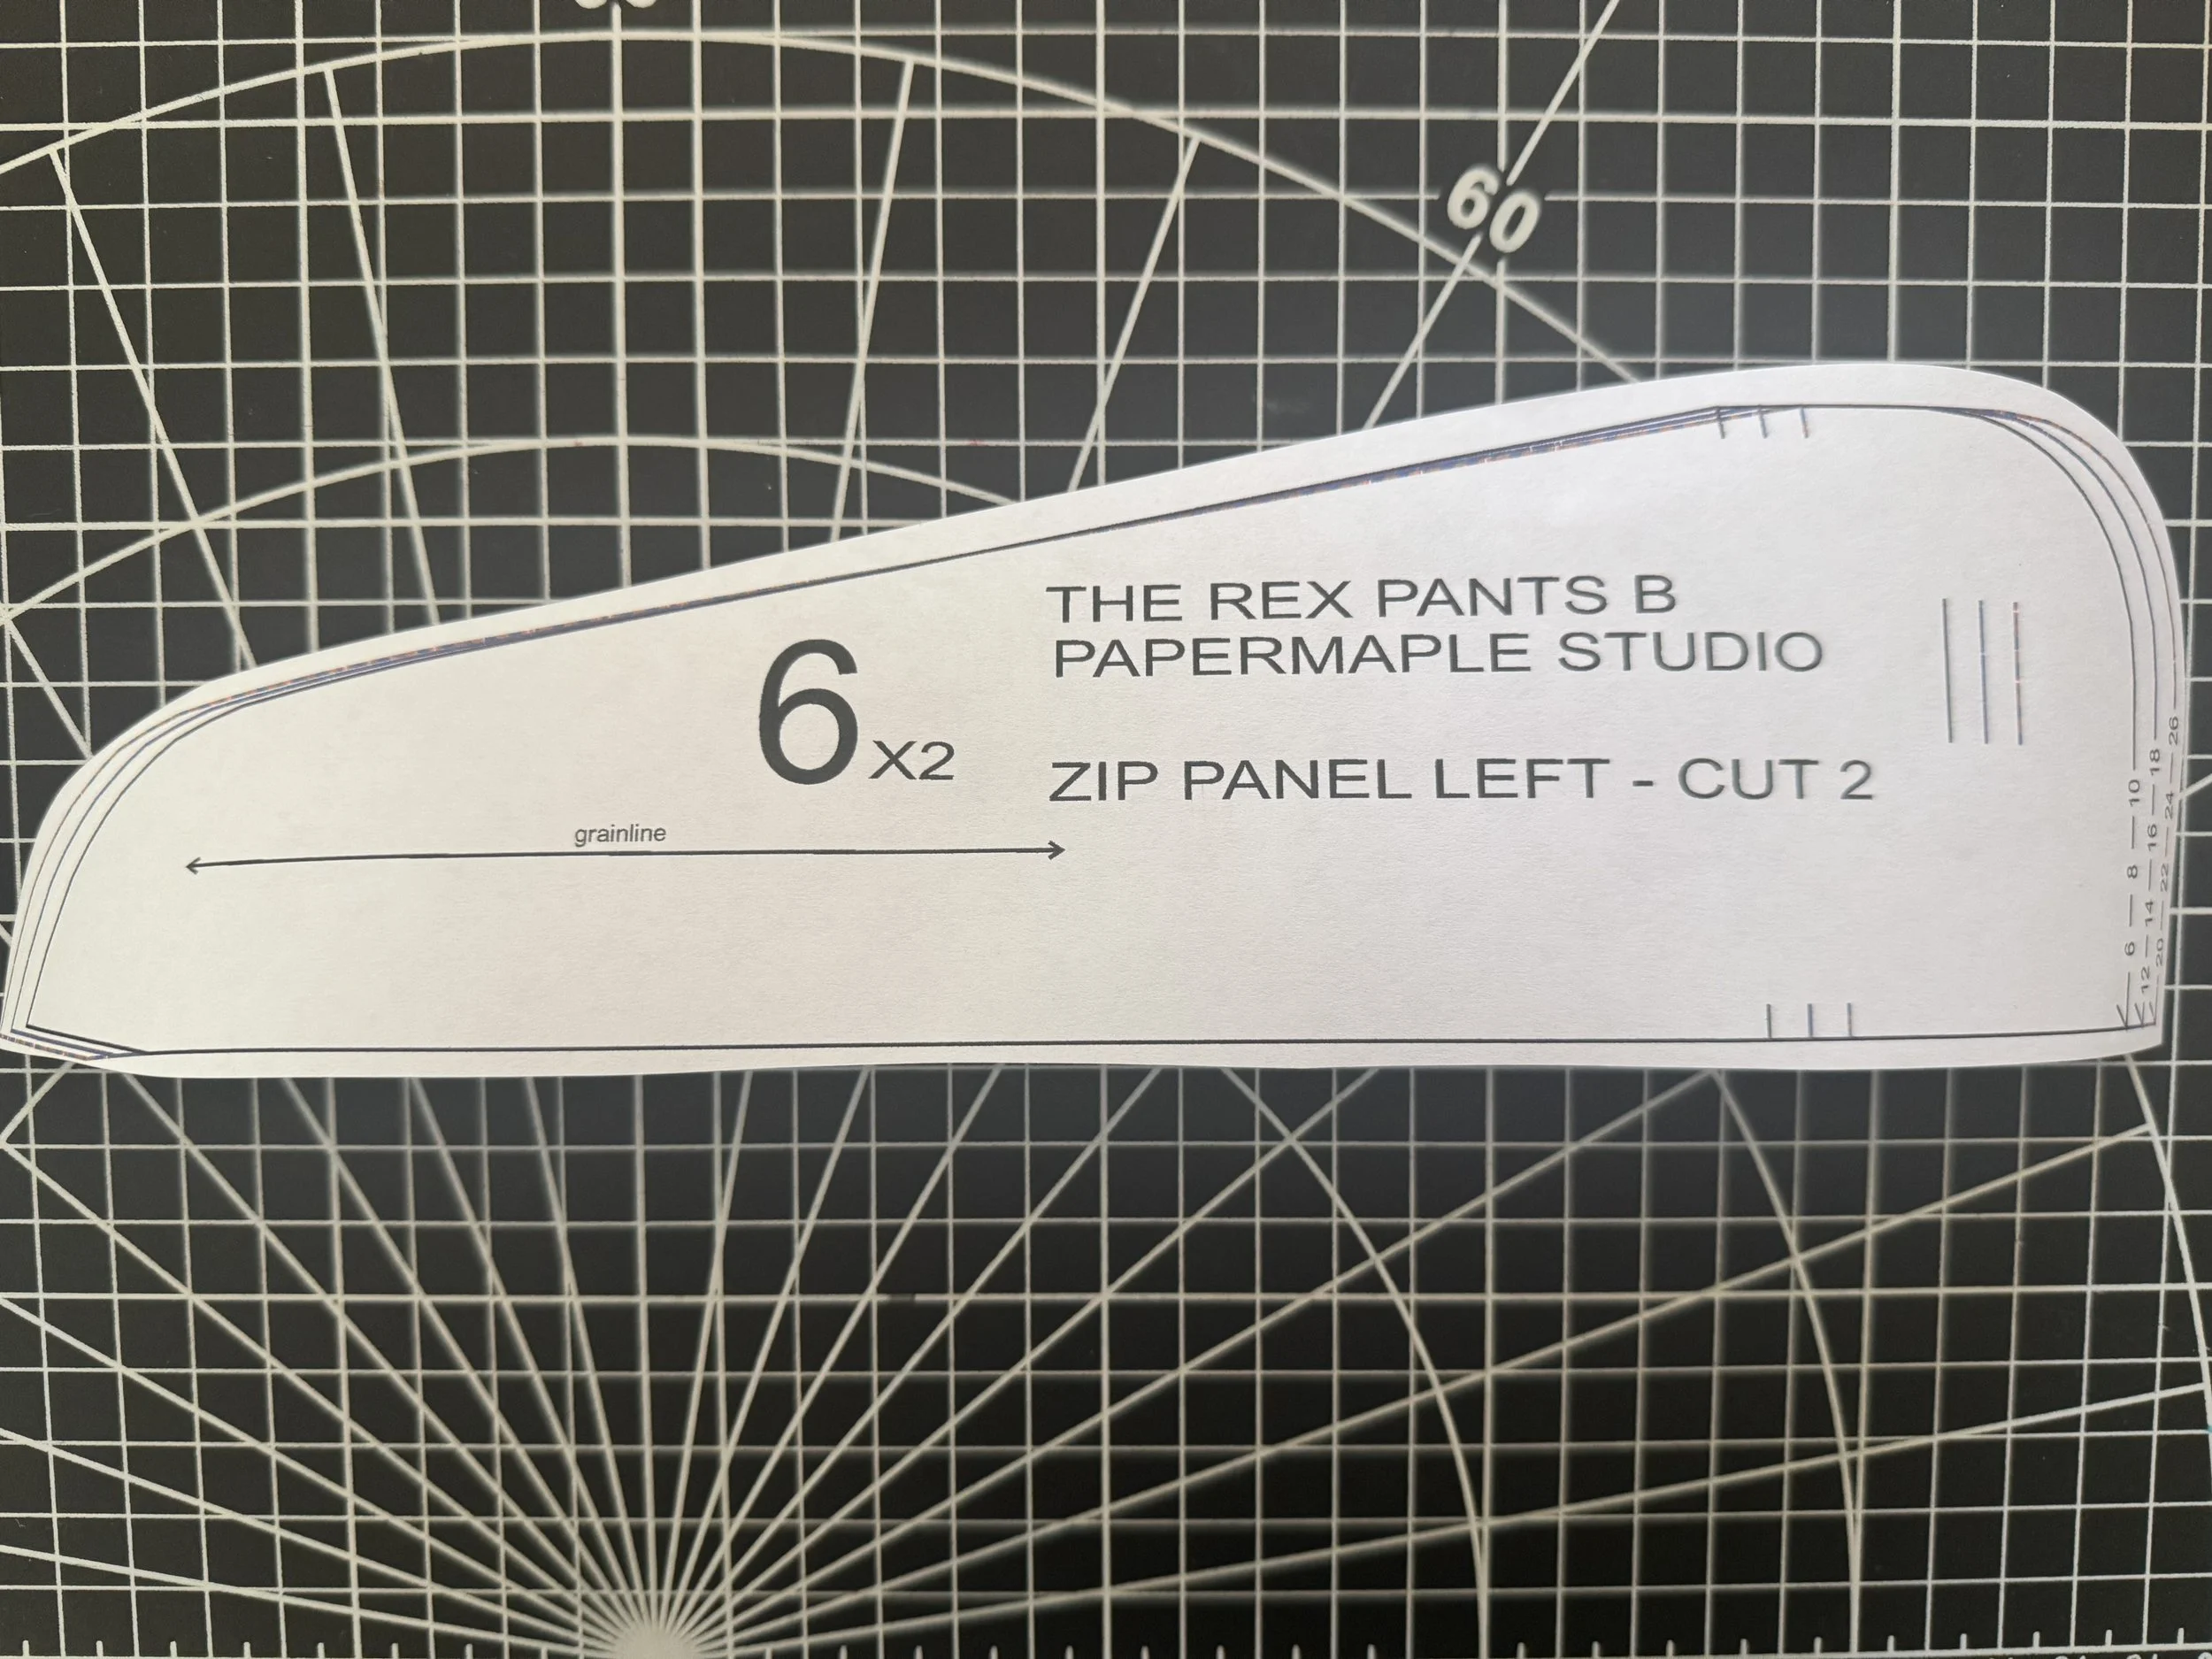 60
THE REX PANTS B
PAPERMAPLE STUDIO
6 X2
ZIP PANEL LEFT - CUT 2
grainline
6 8 10
12 14 16 18
20 22 24 26